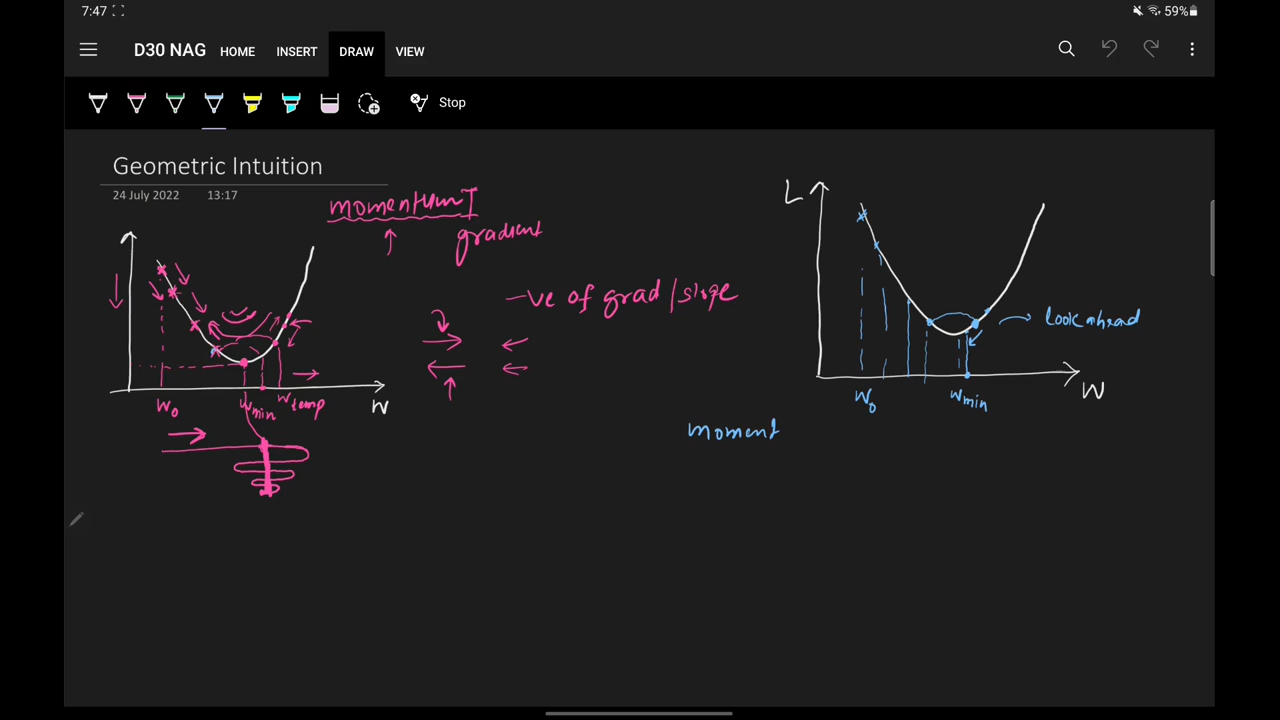 7:47
59%
D30 NAG HOME INSERT DRAW VIEW
Stop
Geometric Intuition
24 July 2022 13:17
momentum
gradient
-ve of grad/slope
W0 Wmin Wtemp W
L
Look ahead
W0 Wmin W
moment